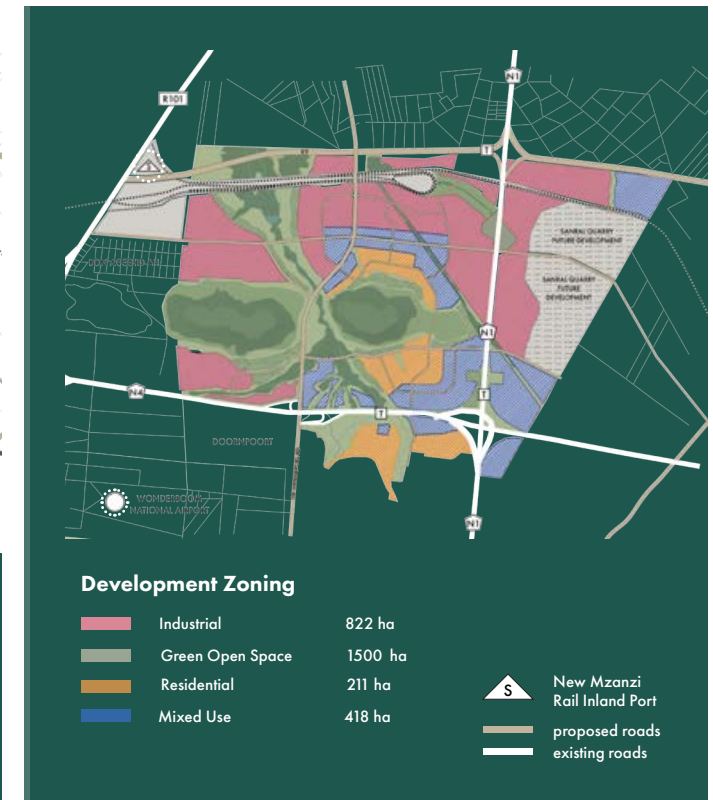 R101
N1
T
SANRAL QUARRY
FUTURE DEVELOPMENT
SANRAL QUARRY
FUTURE
DEVELOPMENT
N1
N4
T
T
DOORNPOORT
WONDERBOOM
NATIONAL AIRPORT
N1
Development Zoning
Industrial 822 ha
Green Open Space 1500 ha
Residential 211 ha
Mixed Use 418 ha
S
New Mzanzi
Rail Inland Port
proposed roads
existing roads